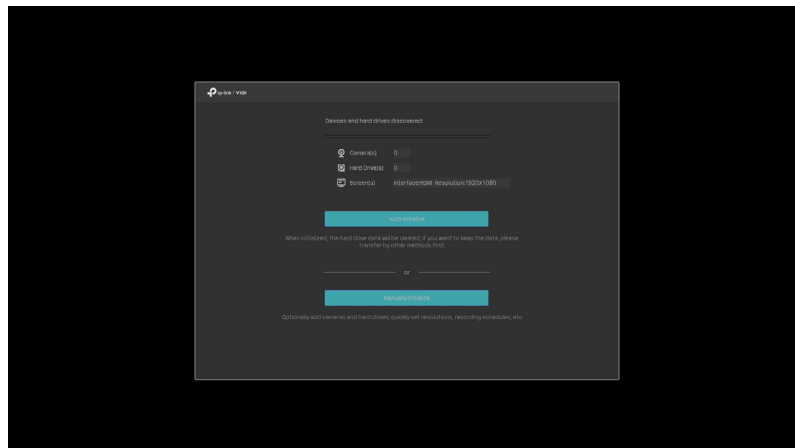 tp-link | VIGI
Devices and hard drives discovered.
Camera(s) 0
Hard Drive(s) 0
Screen(s) Interface:HDMI Resolution:1920X1080
Auto Initialize
When initialized, the hard drive data will be cleared, if you want to keep the data, please
transfer by other methods first.
or
Manually Initialize
Optionally add cameras and hard drives, quickly set resolutions, recording schedules, etc.